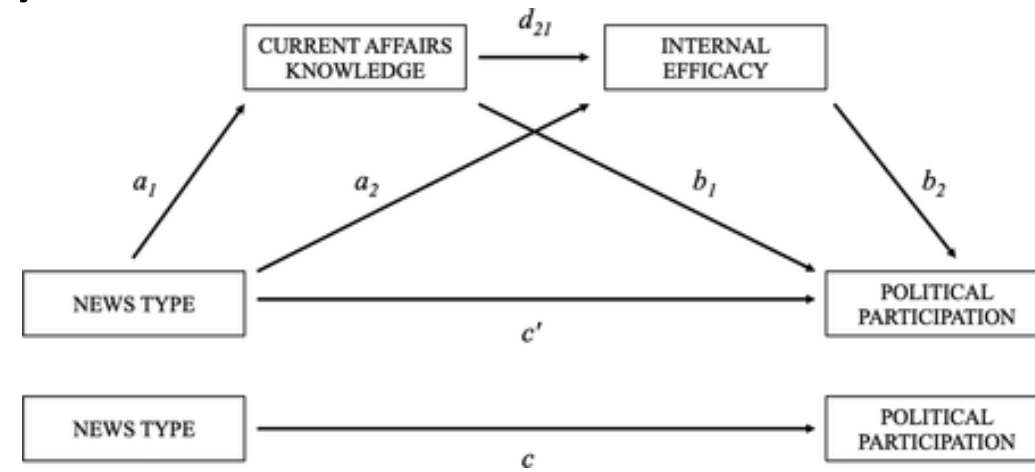 d21
CURRENT AFFAIRS
KNOWLEDGE
INTERNAL
EFFICACY
a1
a2
b1
b2
NEWS TYPE
POLITICAL
PARTICIPATION
c'
NEWS TYPE
POLITICAL
PARTICIPATION
c